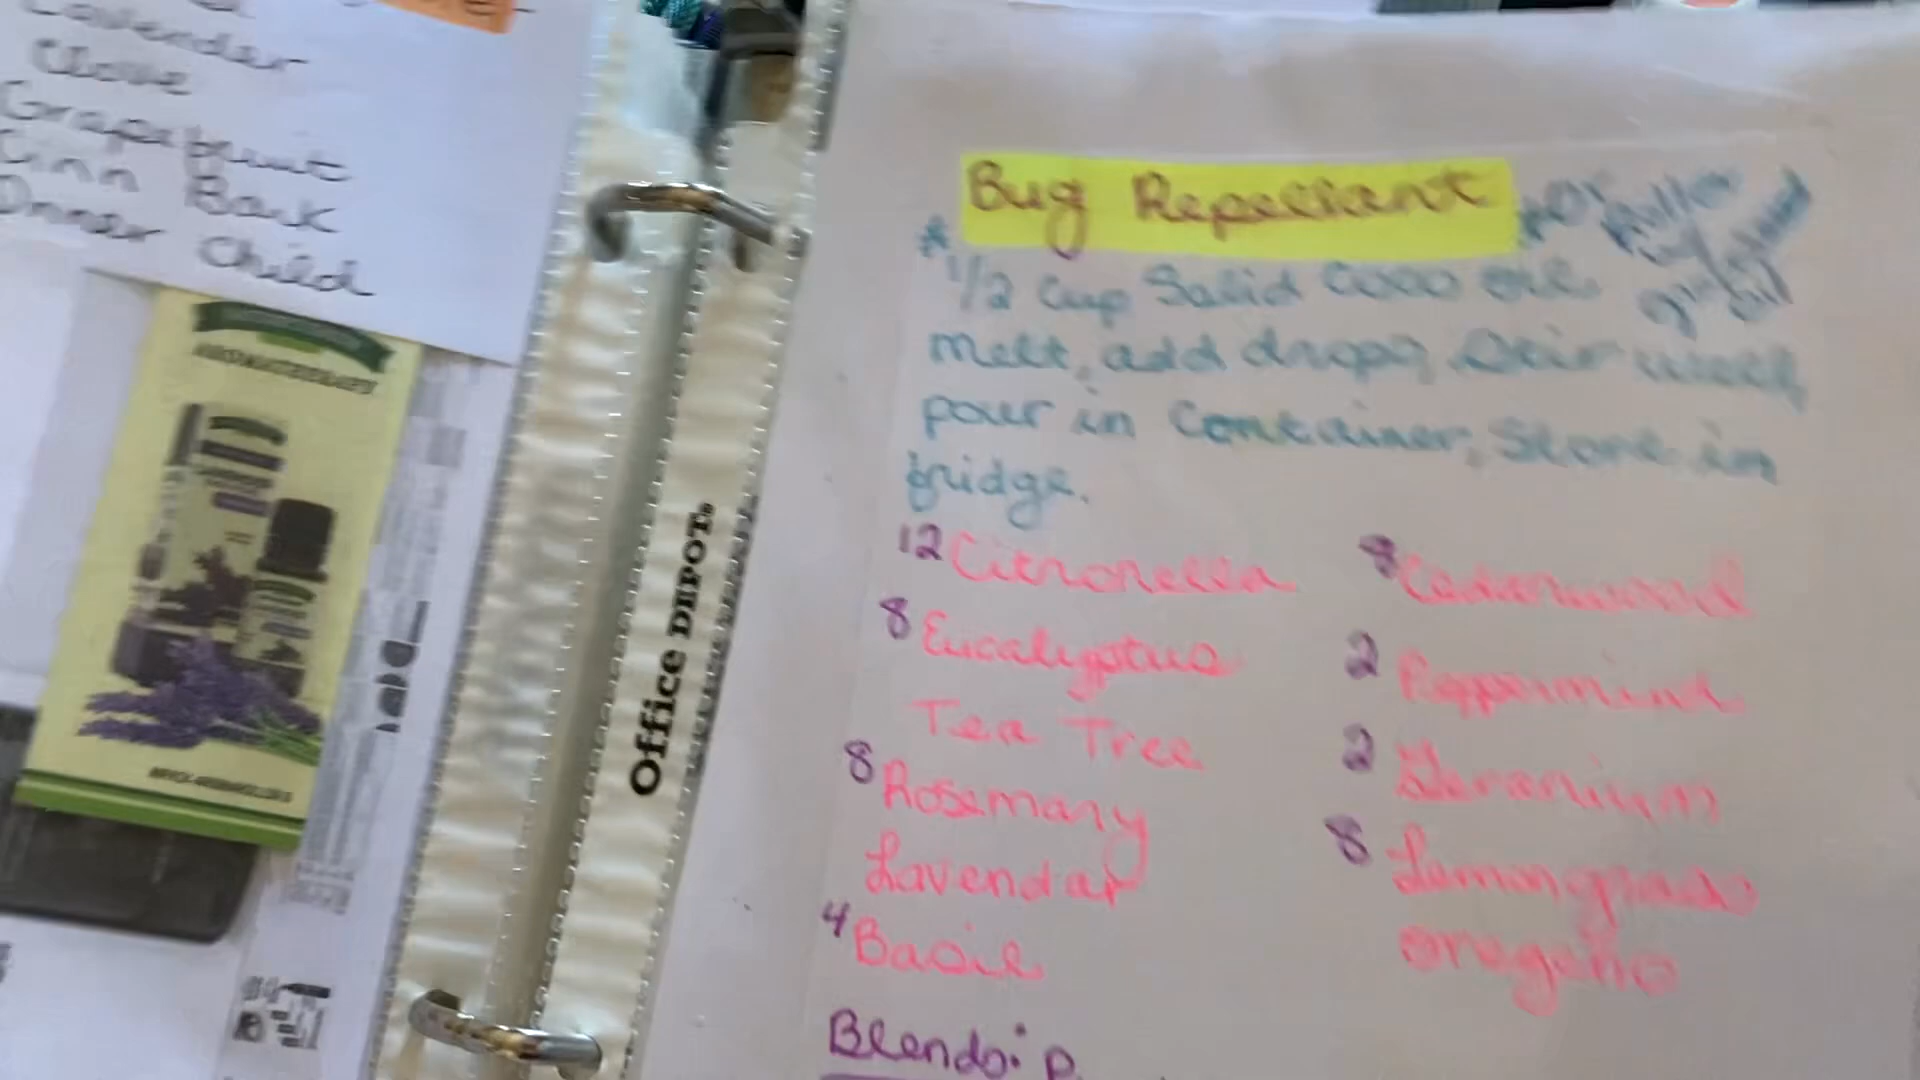 Lavender
Clove
Grapefruit
Cinn Bark
Inner Child
AROMATHERAPY
Office DEPOT
Bug Repellant
* 1/2 Cup Solid Coco oil
melt, add drops, Stir well,
pour in Container, Store in
fridge.
12 Citronella
8 Eucalyptus
Tea Tree
8 Rosemary
Lavendar
4 Basil
8 Cedarwood
2 Peppermint
2 Geranium
8 Lemongrass
oregano
Blends: